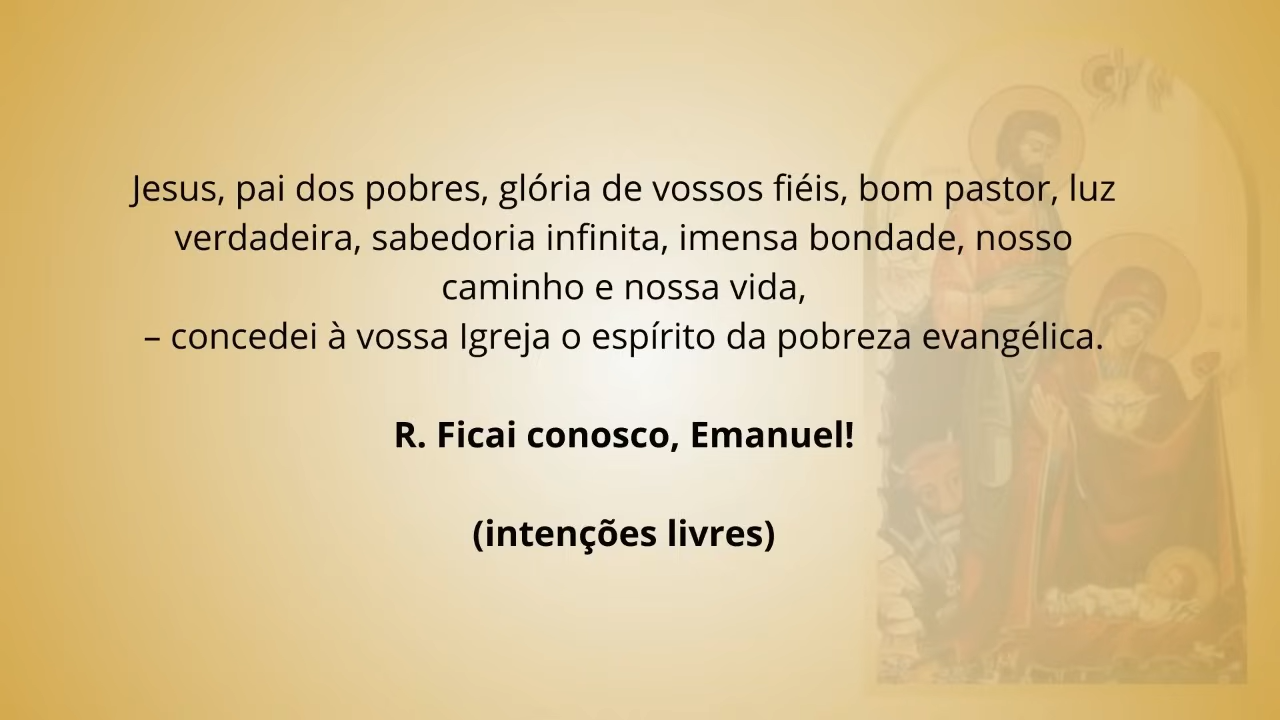 Jesus, pai dos pobres, glória de vossos fiéis, bom pastor, luz
verdadeira, sabedoria infinita, imensa bondade, nosso
caminho e nossa vida,
– concedei à vossa Igreja o espírito da pobreza evangélica.
R. Ficai conosco, Emanuel!
(intenções livres)